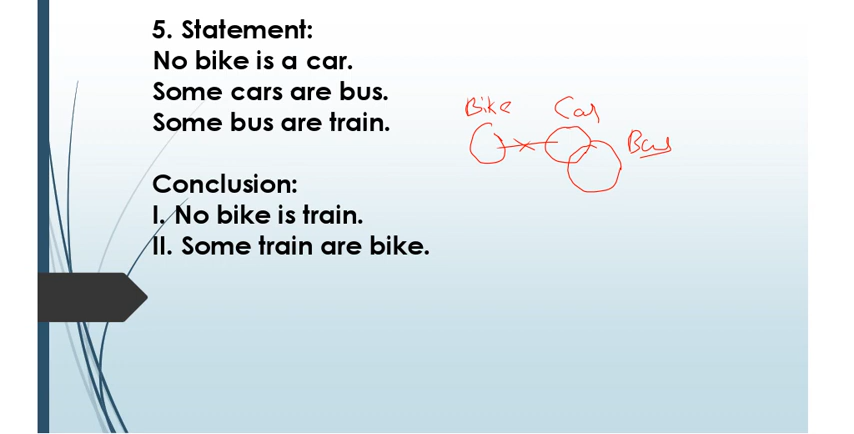 5. Statement:
No bike is a car.
Some cars are bus.
Some bus are train.
Bike
Car
Bus
Conclusion:
I. No bike is train.
II. Some train are bike.